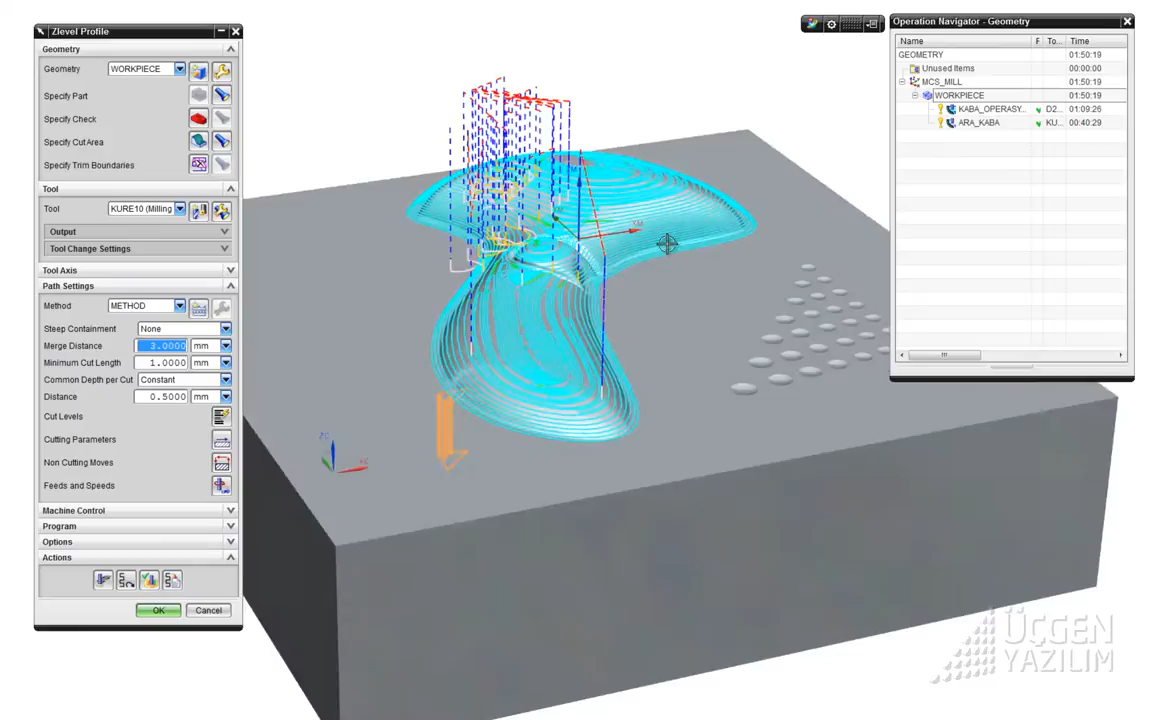 Zlevel Profile
Geometry
Geometry WORKPIECE
Specify Part
Specify Check
Specify Cut Area
Specify Trim Boundaries
Tool
Tool KURE10 (Milling
Output
Tool Change Settings
Tool Axis
Path Settings
Method METHOD
Steep Containment None
Merge Distance 3.0000 mm
Minimum Cut Length 1.0000 mm
Common Depth per Cut Constant
Distance 0.5000 mm
Cut Levels
Cutting Parameters
Non Cutting Moves
Feeds and Speeds
Machine Control
Program
Options
Actions
OK Cancel
Operation Navigator - Geometry
Name To... Time
GEOMETRY 01:50:19
Unused Items 00:00:00
MCS_MILL 01:50:19
WORKPIECE 01:50:19
KABA_OPERASY... D2... 01:09:26
ARA_KABA KU... 00:40:29
XM
ZC
ÜÇGEN
YAZILIM